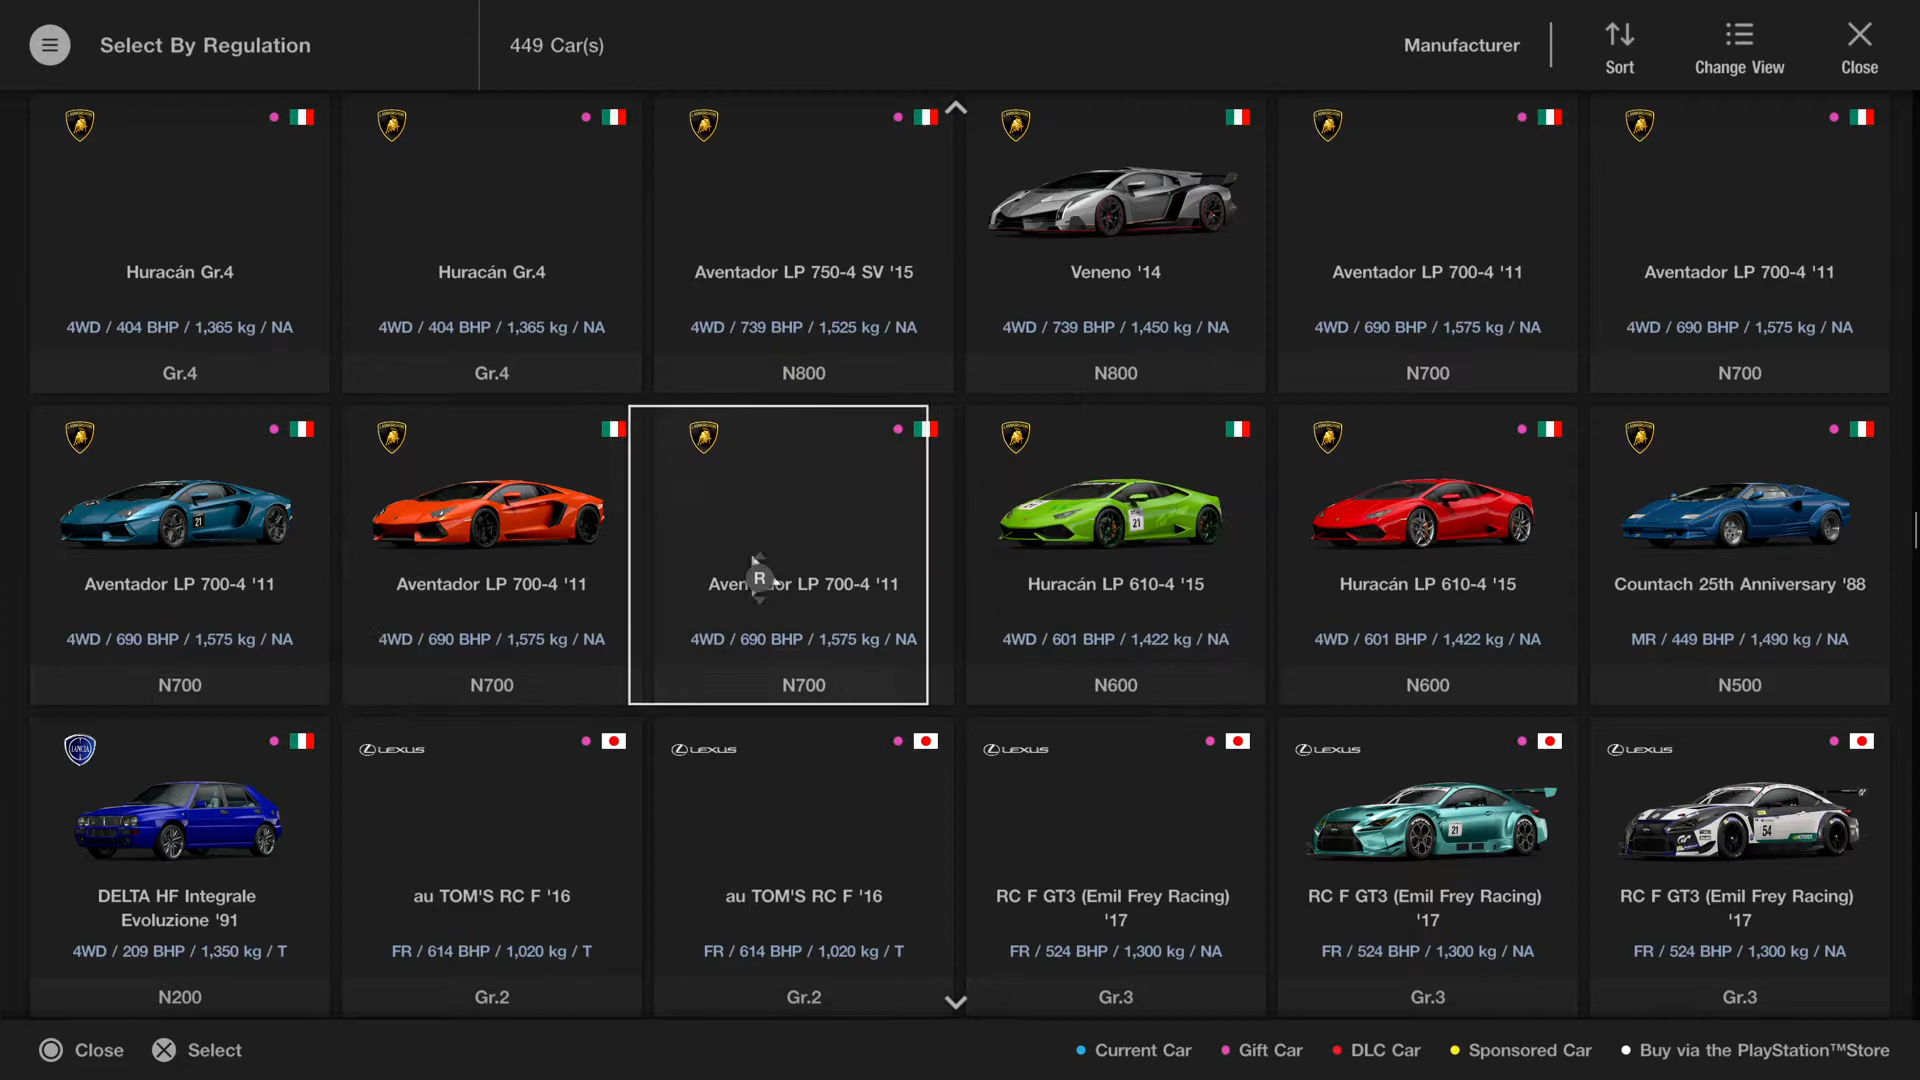 Select By Regulation
449 Car(s)
Manufacturer
Sort
Change View
Close
Huracán Gr.4
4WD / 404 BHP / 1,365 kg / NA
Gr.4
Huracán Gr.4
4WD / 404 BHP / 1,365 kg / NA
Gr.4
Aventador LP 750-4 SV '15
4WD / 739 BHP / 1,525 kg / NA
N800
Veneno '14
4WD / 739 BHP / 1,450 kg / NA
N800
Aventador LP 700-4 '11
4WD / 690 BHP / 1,575 kg / NA
N700
Aventador LP 700-4 '11
4WD / 690 BHP / 1,575 kg / NA
N700
21
Aventador LP 700-4 '11
4WD / 690 BHP / 1,575 kg / NA
N700
Aventador LP 700-4 '11
4WD / 690 BHP / 1,575 kg / NA
N700
R
LP 700-4 '11
4WD / 690 BHP / 1,575 kg / NA
N700
21
Huracán LP 610-4 '15
4WD / 601 BHP / 1,422 kg / NA
N600
Huracán LP 610-4 '15
4WD / 601 BHP / 1,422 kg / NA
N600
Countach 25th Anniversary '88
MR / 449 BHP / 1,490 kg / NA
N500
LANCIA
DELTA HF Integrale
Evoluzione '91
4WD / 209 BHP / 1,350 kg / T
N200
LEXUS
au TOM'S RC F '16
FR / 614 BHP / 1,020 kg / T
Gr.2
LEXUS
au TOM'S RC F '16
FR / 614 BHP / 1,020 kg / T
Gr.2
LEXUS
RC F GT3 (Emil Frey Racing)
'17
FR / 524 BHP / 1,300 kg / NA
Gr.3
LEXUS
21
RC F GT3 (Emil Frey Racing)
'17
FR / 524 BHP / 1,300 kg / NA
Gr.3
LEXUS
54
RC F GT3 (Emil Frey Racing)
'17
FR / 524 BHP / 1,300 kg / NA
Gr.3
Close
Select
Current Car
Gift Car
DLC Car
Sponsored Car
Buy via the PlayStation™Store